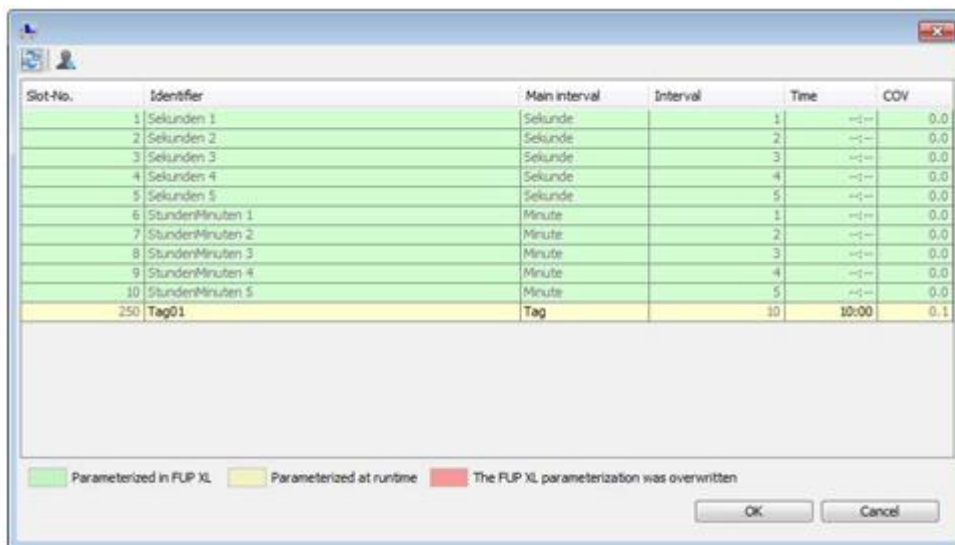 Slot-No. Identifier Main interval Interval Time COV
1 Sekunden 1 Sekunde 1 --:-- 0.0
2 Sekunden 2 Sekunde 2 --:-- 0.0
3 Sekunden 3 Sekunde 3 --:-- 0.0
4 Sekunden 4 Sekunde 4 --:-- 0.0
5 Sekunden 5 Sekunde 5 --:-- 0.0
6 StundenMinuten 1 Minute 1 --:-- 0.0
7 StundenMinuten 2 Minute 2 --:-- 0.0
8 StundenMinuten 3 Minute 3 --:-- 0.0
9 StundenMinuten 4 Minute 4 --:-- 0.0
10 StundenMinuten 5 Minute 5 --:-- 0.0
250 Tag01 Tag 10 10:00 0.1
Parameterized in FUP XL Parameterized at runtime The FUP XL parameterization was overwritten
OK Cancel